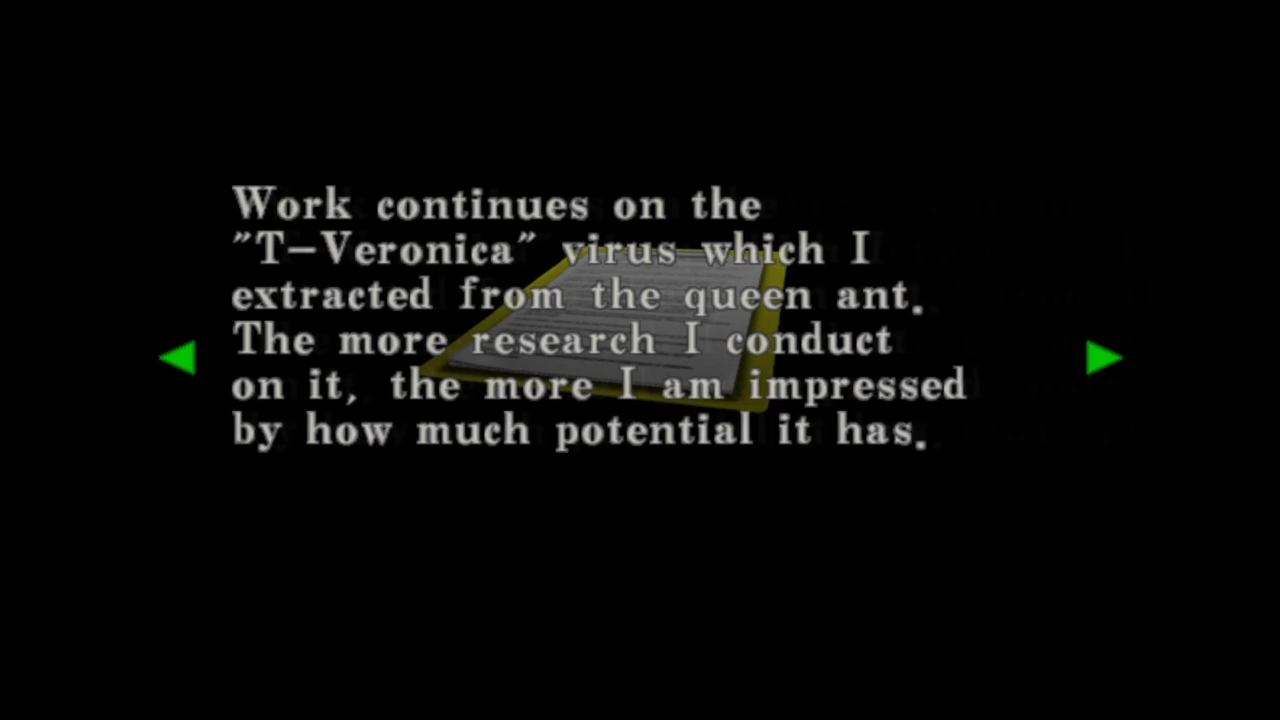 Work continues on the
"T-Veronica" virus which I
extracted from the queen ant.
The more research I conduct
on it, the more I am impressed
by how much potential it has.